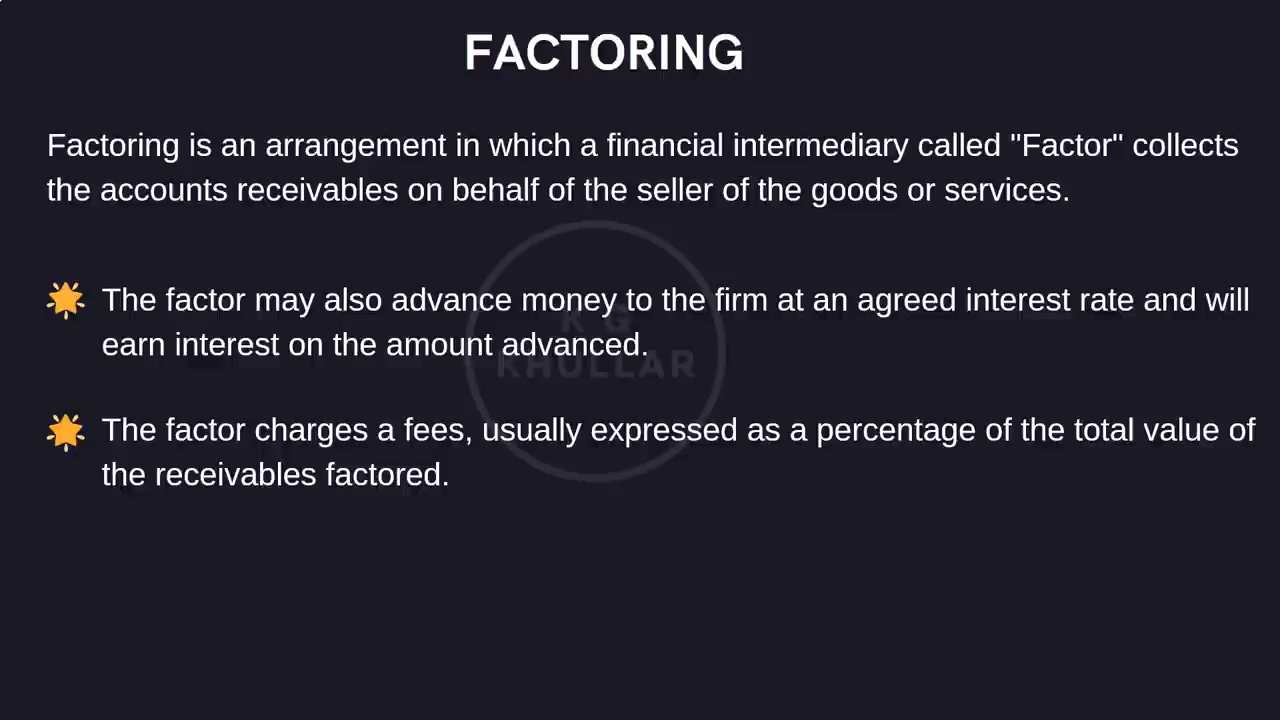 FACTORING
Factoring is an arrangement in which a financial intermediary called "Factor" collects
the accounts receivables on behalf of the seller of the goods or services.
The factor may also advance money to the firm at an agreed interest rate and will
K G
earn interest on the amount advanced.
KHULLAR
The factor charges a fees, usually expressed as a percentage of the total value of
the receivables factored.